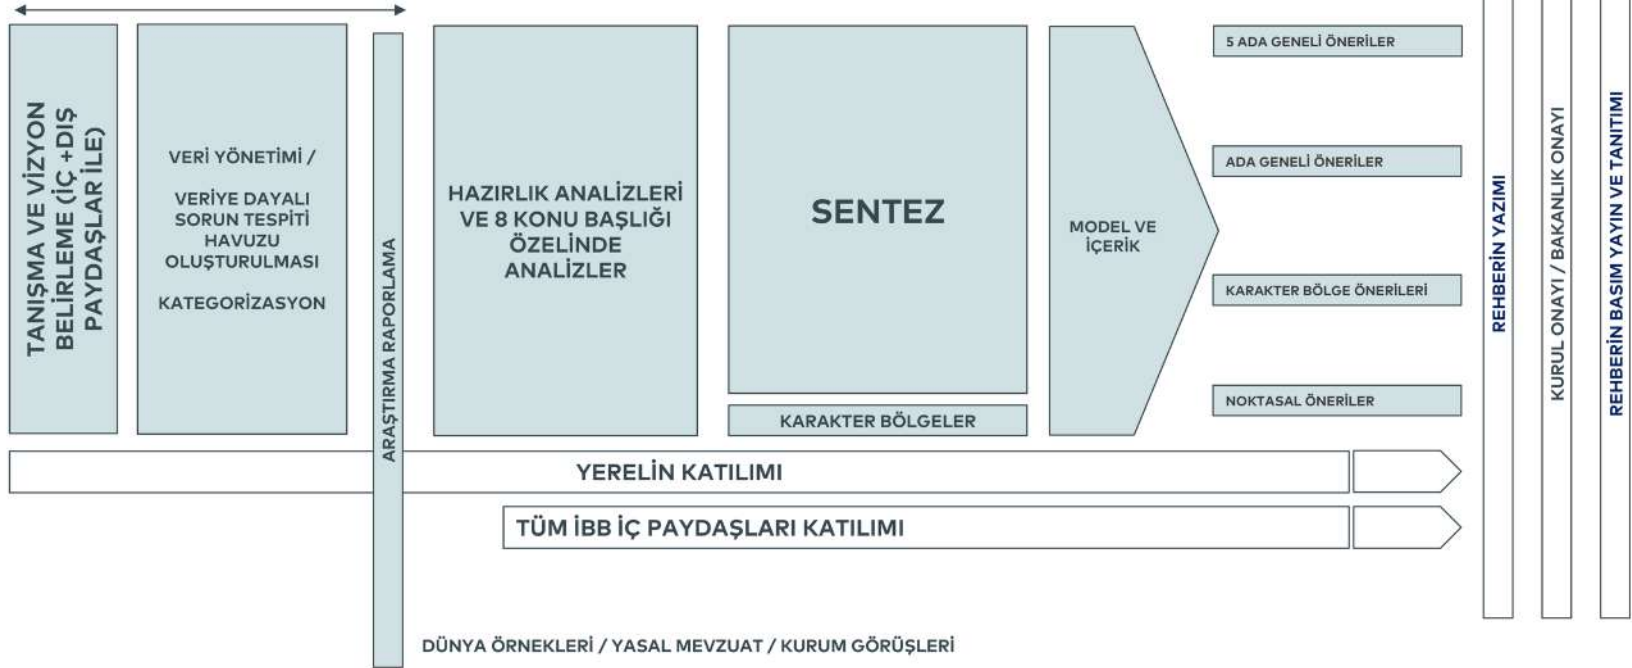 TANIŞMA VE VİZYON
BELİRLEME (İÇ +DIŞ
PAYDAŞLAR İLE)
VERİ YÖNETİMİ /
VERİYE DAYALI
SORUN TESPİTİ
HAVUZU
OLUŞTURULMASI
KATEGORİZASYON
ARAŞTIRMA RAPORLAMA
HAZIRLIK ANALİZLERİ
VE 8 KONU BAŞLIĞI
ÖZELİNDE
ANALİZLER
SENTEZ
KARAKTER BÖLGELER
MODEL VE
İÇERİK
5 ADA GENELİ ÖNERİLER
ADA GENELİ ÖNERİLER
KARAKTER BÖLGE ÖNERİLERİ
NOKTASAL ÖNERİLER
REHBERİN YAZIMI
KURUL ONAYI / BAKANLIK ONAYI
REHBERİN BASIM YAYIN VE TANITIMI
YERELİN KATILIMI
TÜM İBB İÇ PAYDAŞLARI KATILIMI
DÜNYA ÖRNEKLERİ / YASAL MEVZUAT / KURUM GÖRÜŞLERİ